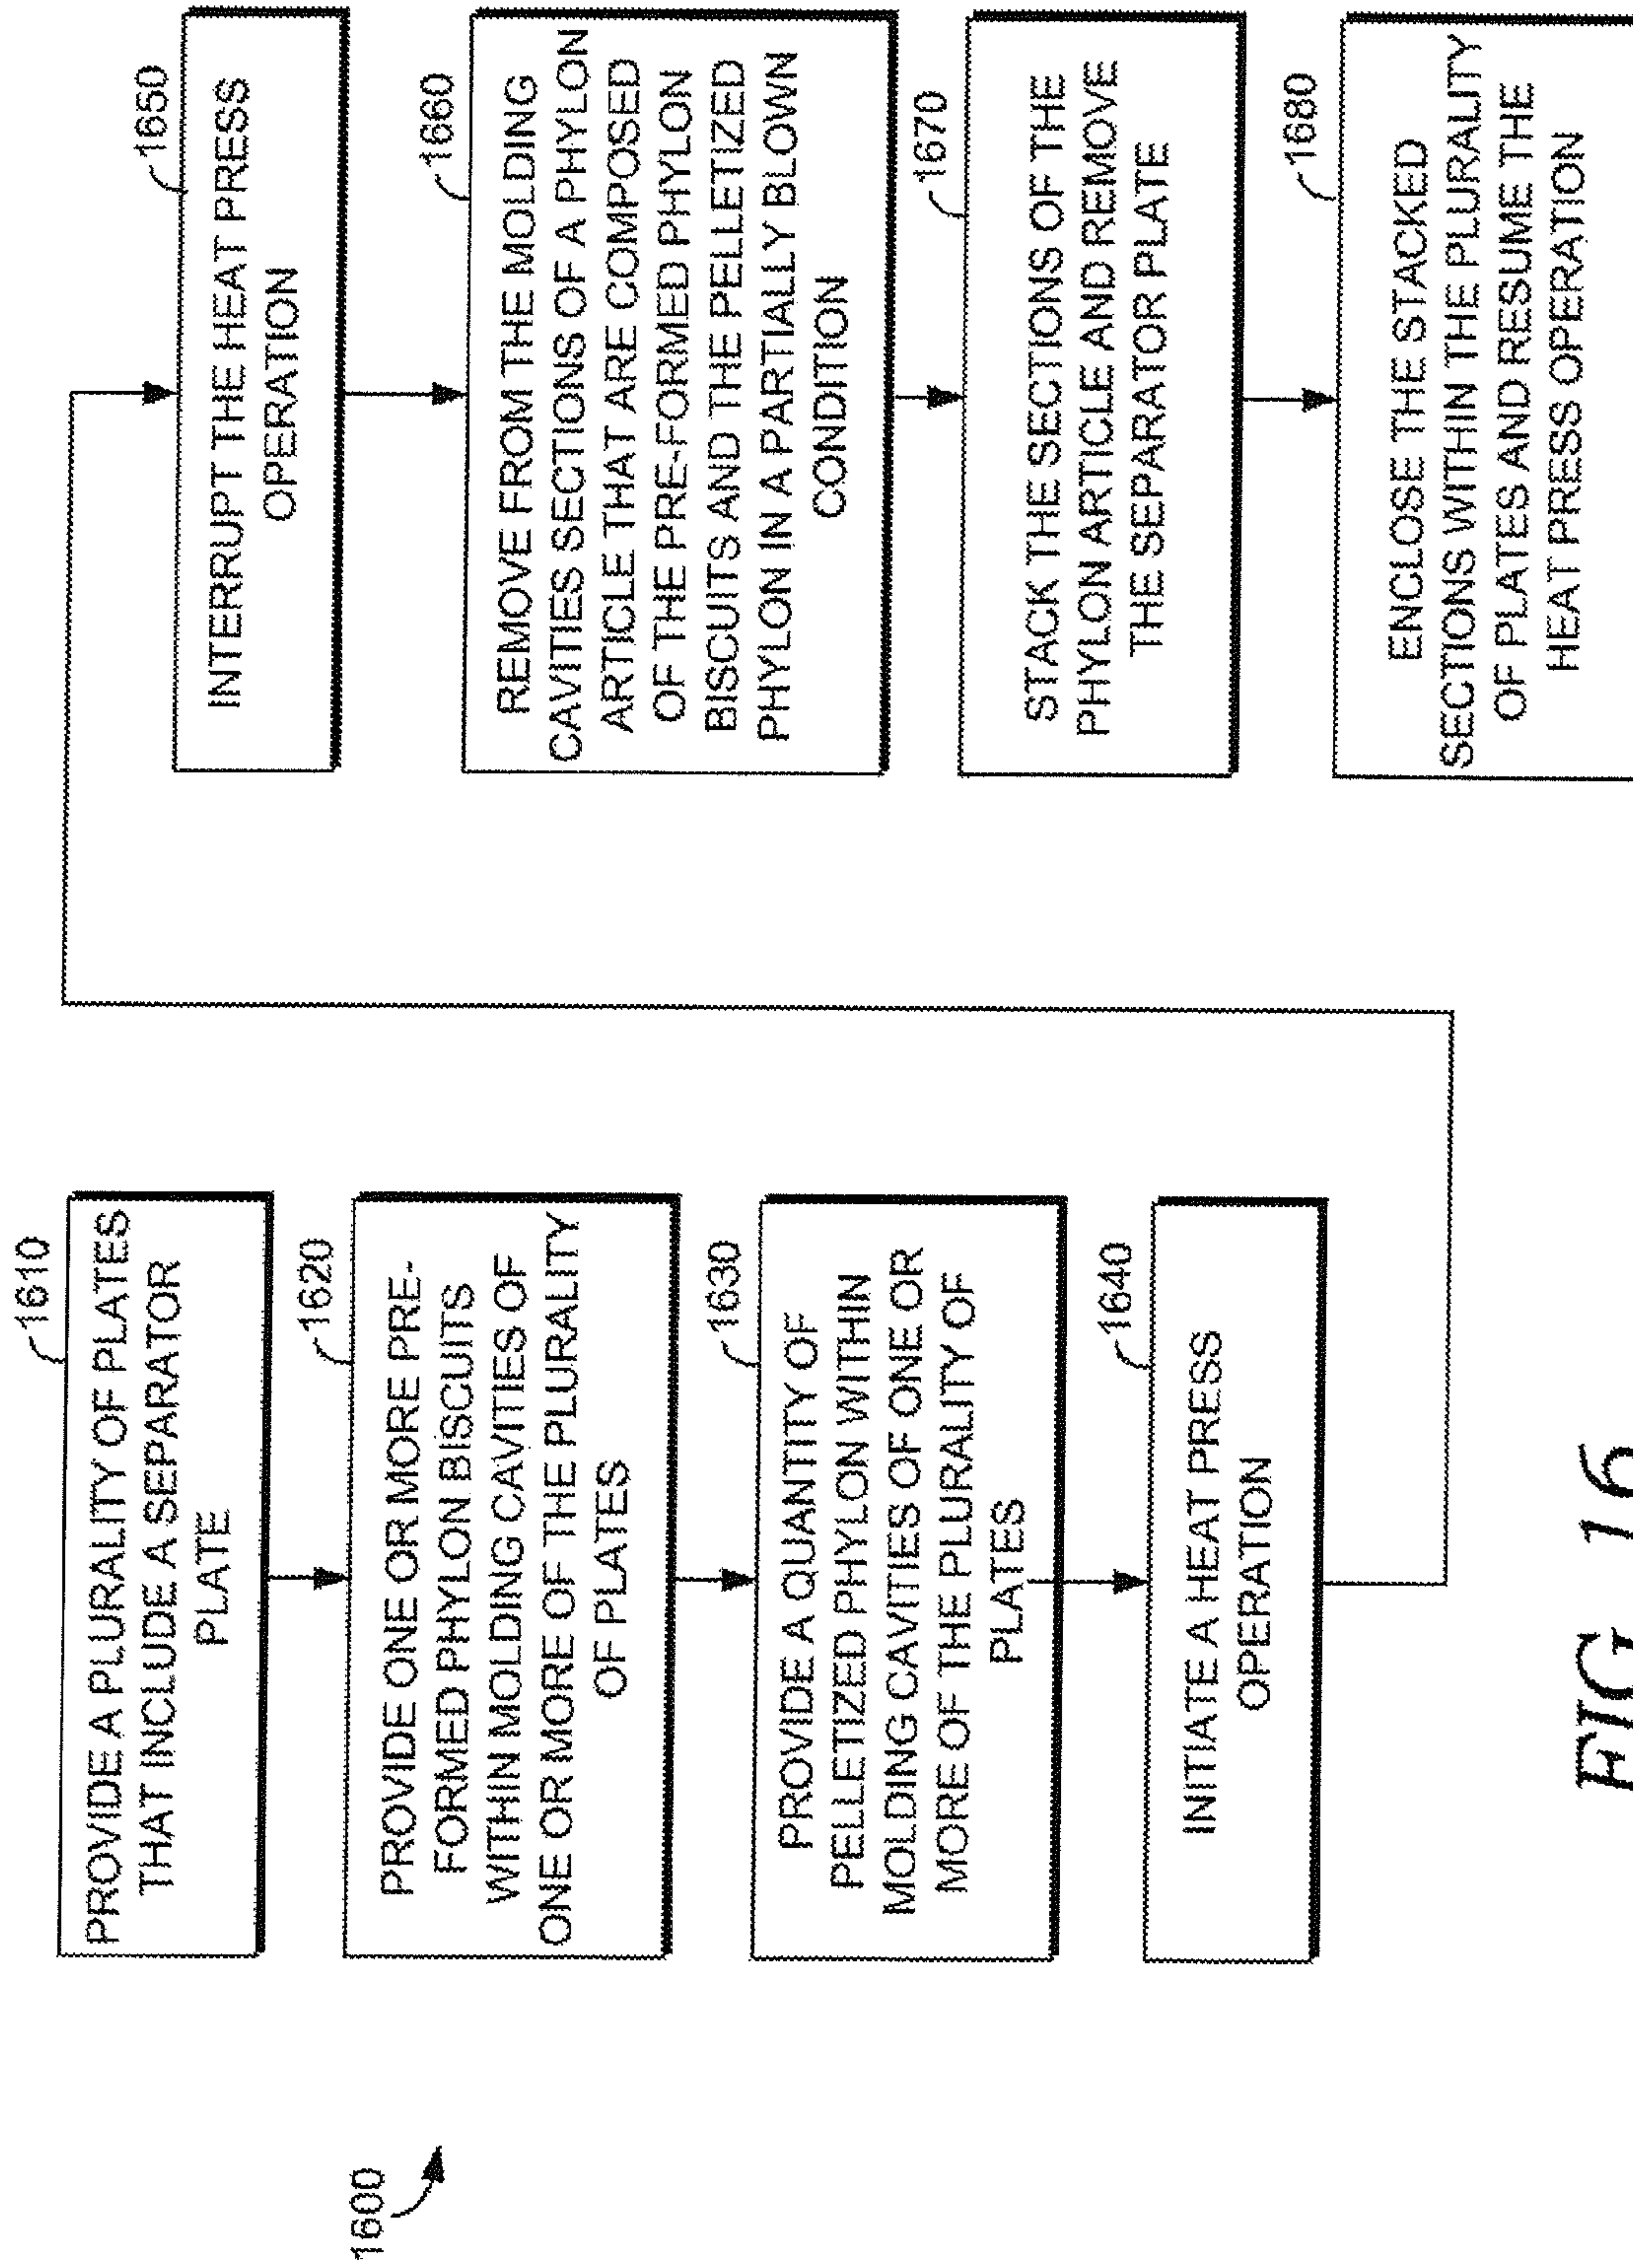 1600
1610
PROVIDE A PLURALITY OF PLATES
THAT INCLUDE A SEPARATOR
PLATE
1620
PROVIDE ONE OR MORE PRE-
FORMED PHYLON BISCUITS
WITHIN MOLDING CAVITIES OF
ONE OR MORE OF THE PLURALITY
OF PLATES
1630
PROVIDE A QUANTITY OF
PELLETIZED PHYLON WITHIN
MOLDING CAVITIES OF ONE OR
MORE OF THE PLURALITY OF
PLATES
1640
INITIATE A HEAT PRESS
OPERATION
1650
INTERRUPT THE HEAT PRESS
OPERATION
1660
REMOVE FROM THE MOLDING
CAVITIES SECTIONS OF A PHYLON
ARTICLE THAT ARE COMPOSED
OF THE PRE-FORMED PHYLON
BISCUITS AND THE PELLETIZED
PHYLON IN A PARTIALLY BLOWN
CONDITION
1670
STACK THE SECTIONS OF THE
PHYLON ARTICLE AND REMOVE
THE SEPARATOR PLATE
1680
ENCLOSE THE STACKED
SECTIONS WITHIN THE PLURALITY
OF PLATES AND RESUME THE
HEAT PRESS OPERATION
FIG. 16